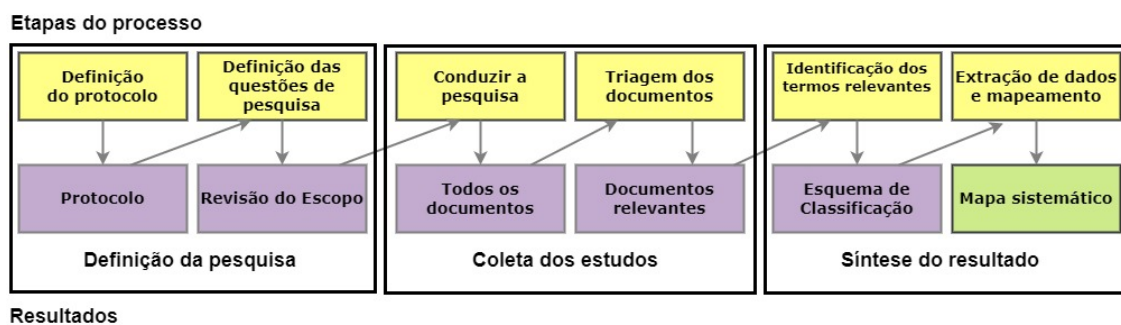 Etapas do processo
Definição
do protocolo
Definição das
questões de
pesquisa
Conduzir a
pesquisa
Triagem dos
documentos
Identificação dos
termos relevantes
Extração de dados
e mapeamento
Protocolo
Revisão do Escopo
Todos os
documentos
Documentos
relevantes
Esquema de
Classificação
Mapa sistemático
Definição da pesquisa
Coleta dos estudos
Síntese do resultado
Resultados